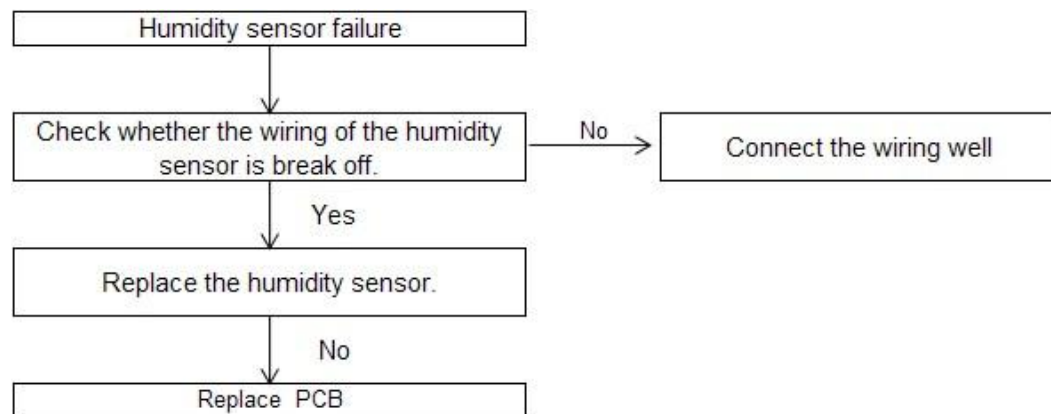 Humidity sensor failure
Check whether the wiring of the humidity
sensor is break off.
No
Connect the wiring well
Yes
Replace the humidity sensor.
No
Replace PCB